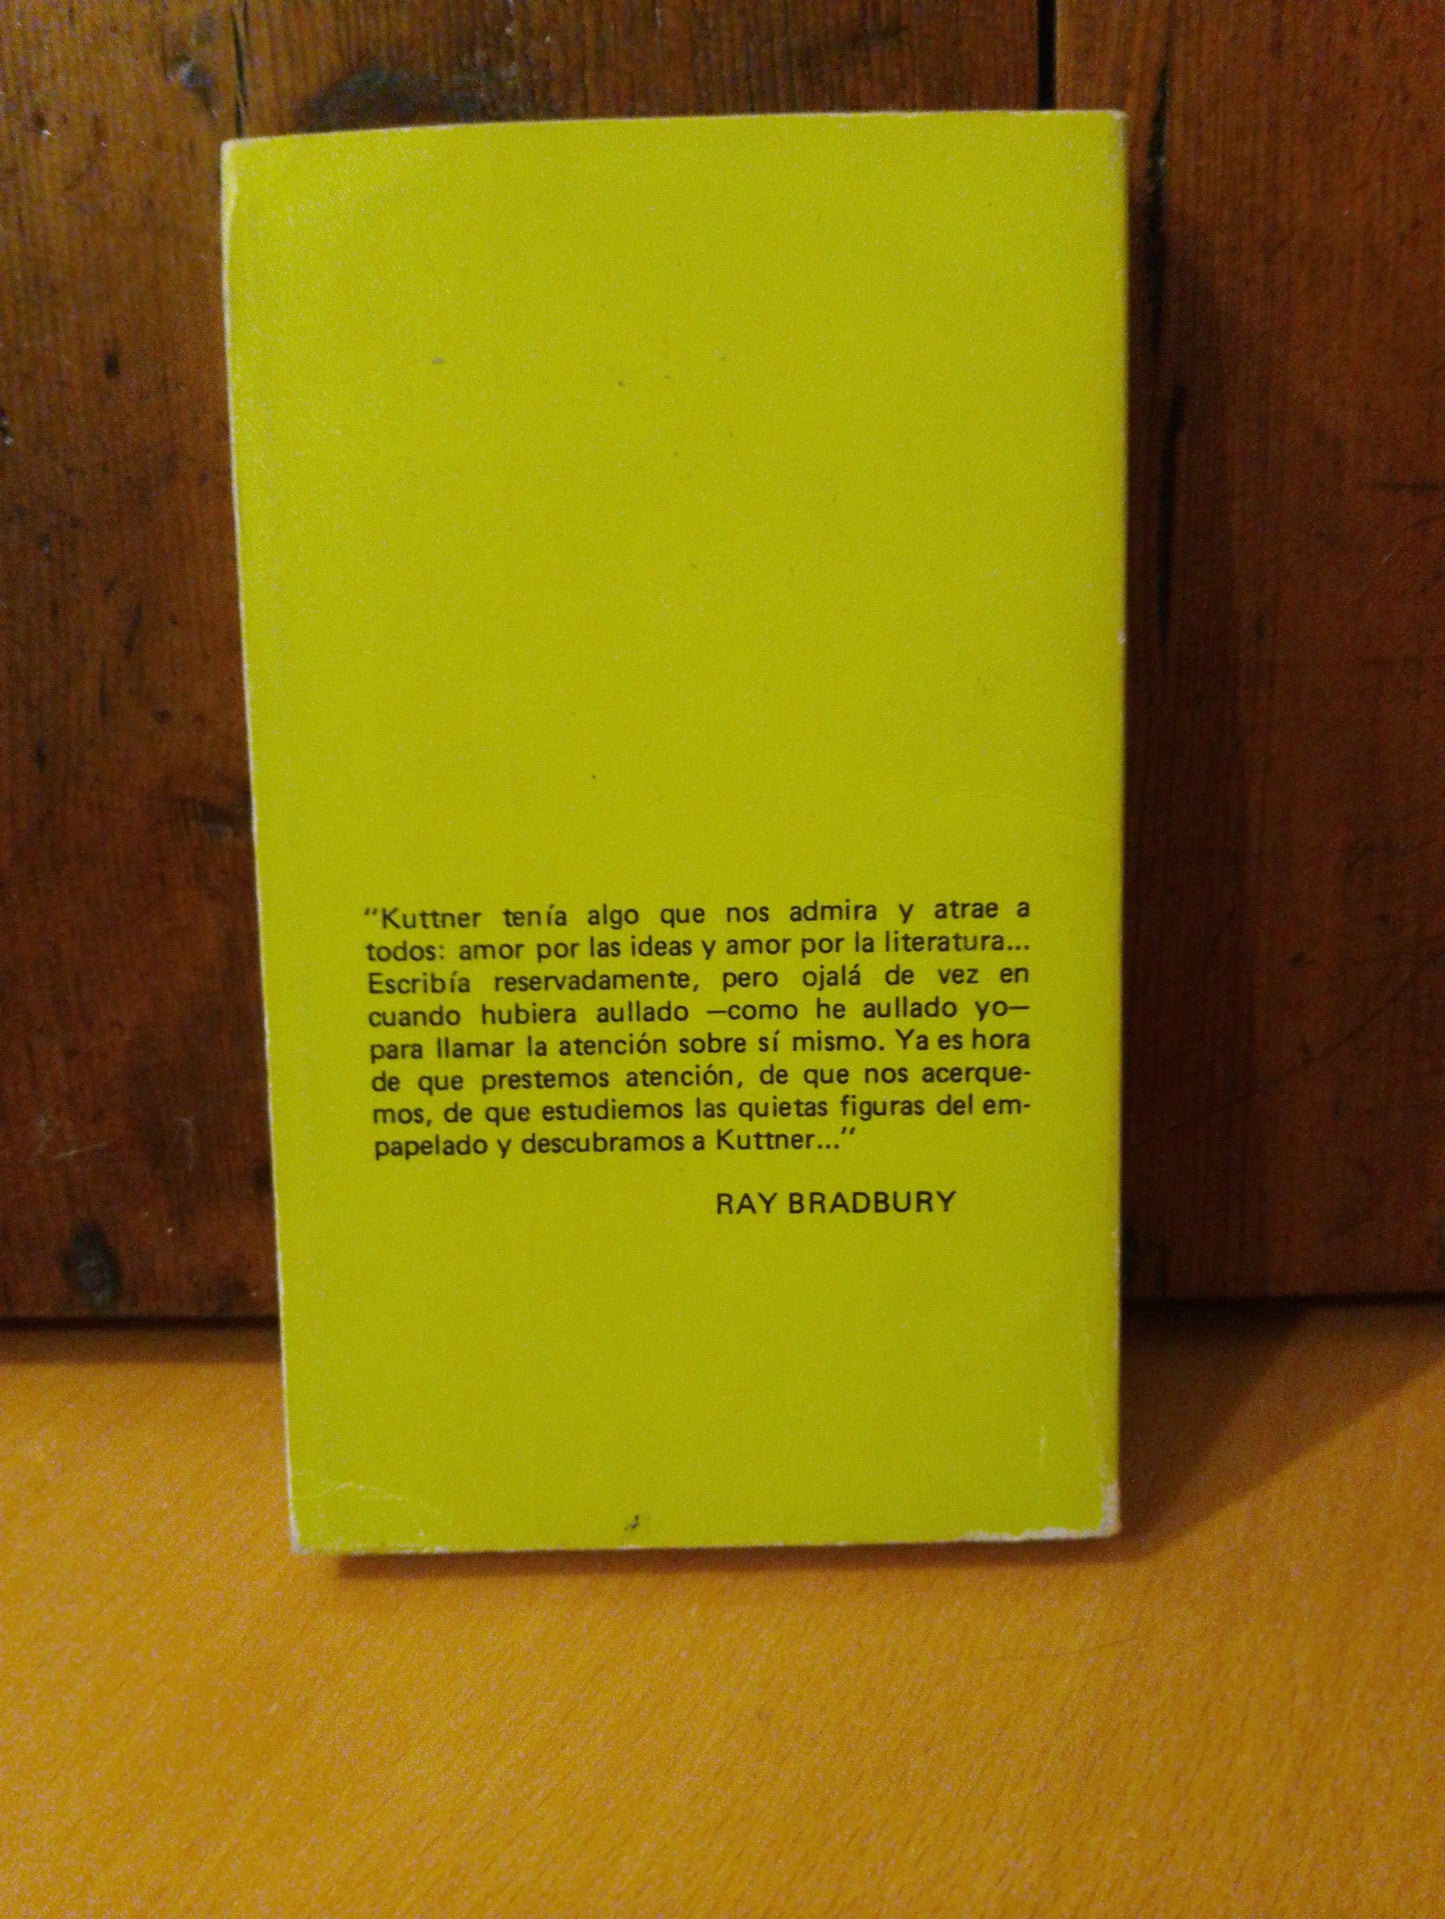 "Kuttner tenía algo que nos admira y atrae a
todos: amor por las ideas y amor por la literatura...
Escribía reservadamente, pero ojalá de vez en
cuando hubiera aullado —como he aullado yo—
para llamar la atención sobre sí mismo. Ya es hora
de que prestemos atención, de que nos acerque-
mos, de que estudiemos las quietas figuras del em-
papelado y descubramos a Kuttner..."
RAY BRADBURY